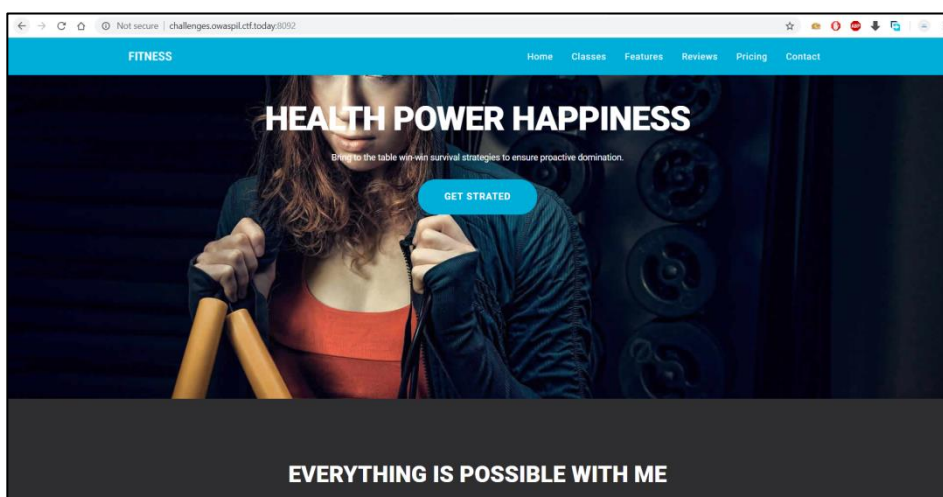 Not secure | challenges.owaspil.ctf.today:8092
FITNESS
Home Classes Features Reviews Pricing Contact
HEALTH POWER HAPPINESS
Bring to the table win-win survival strategies to ensure proactive domination.
GET STRATED
EVERYTHING IS POSSIBLE WITH ME